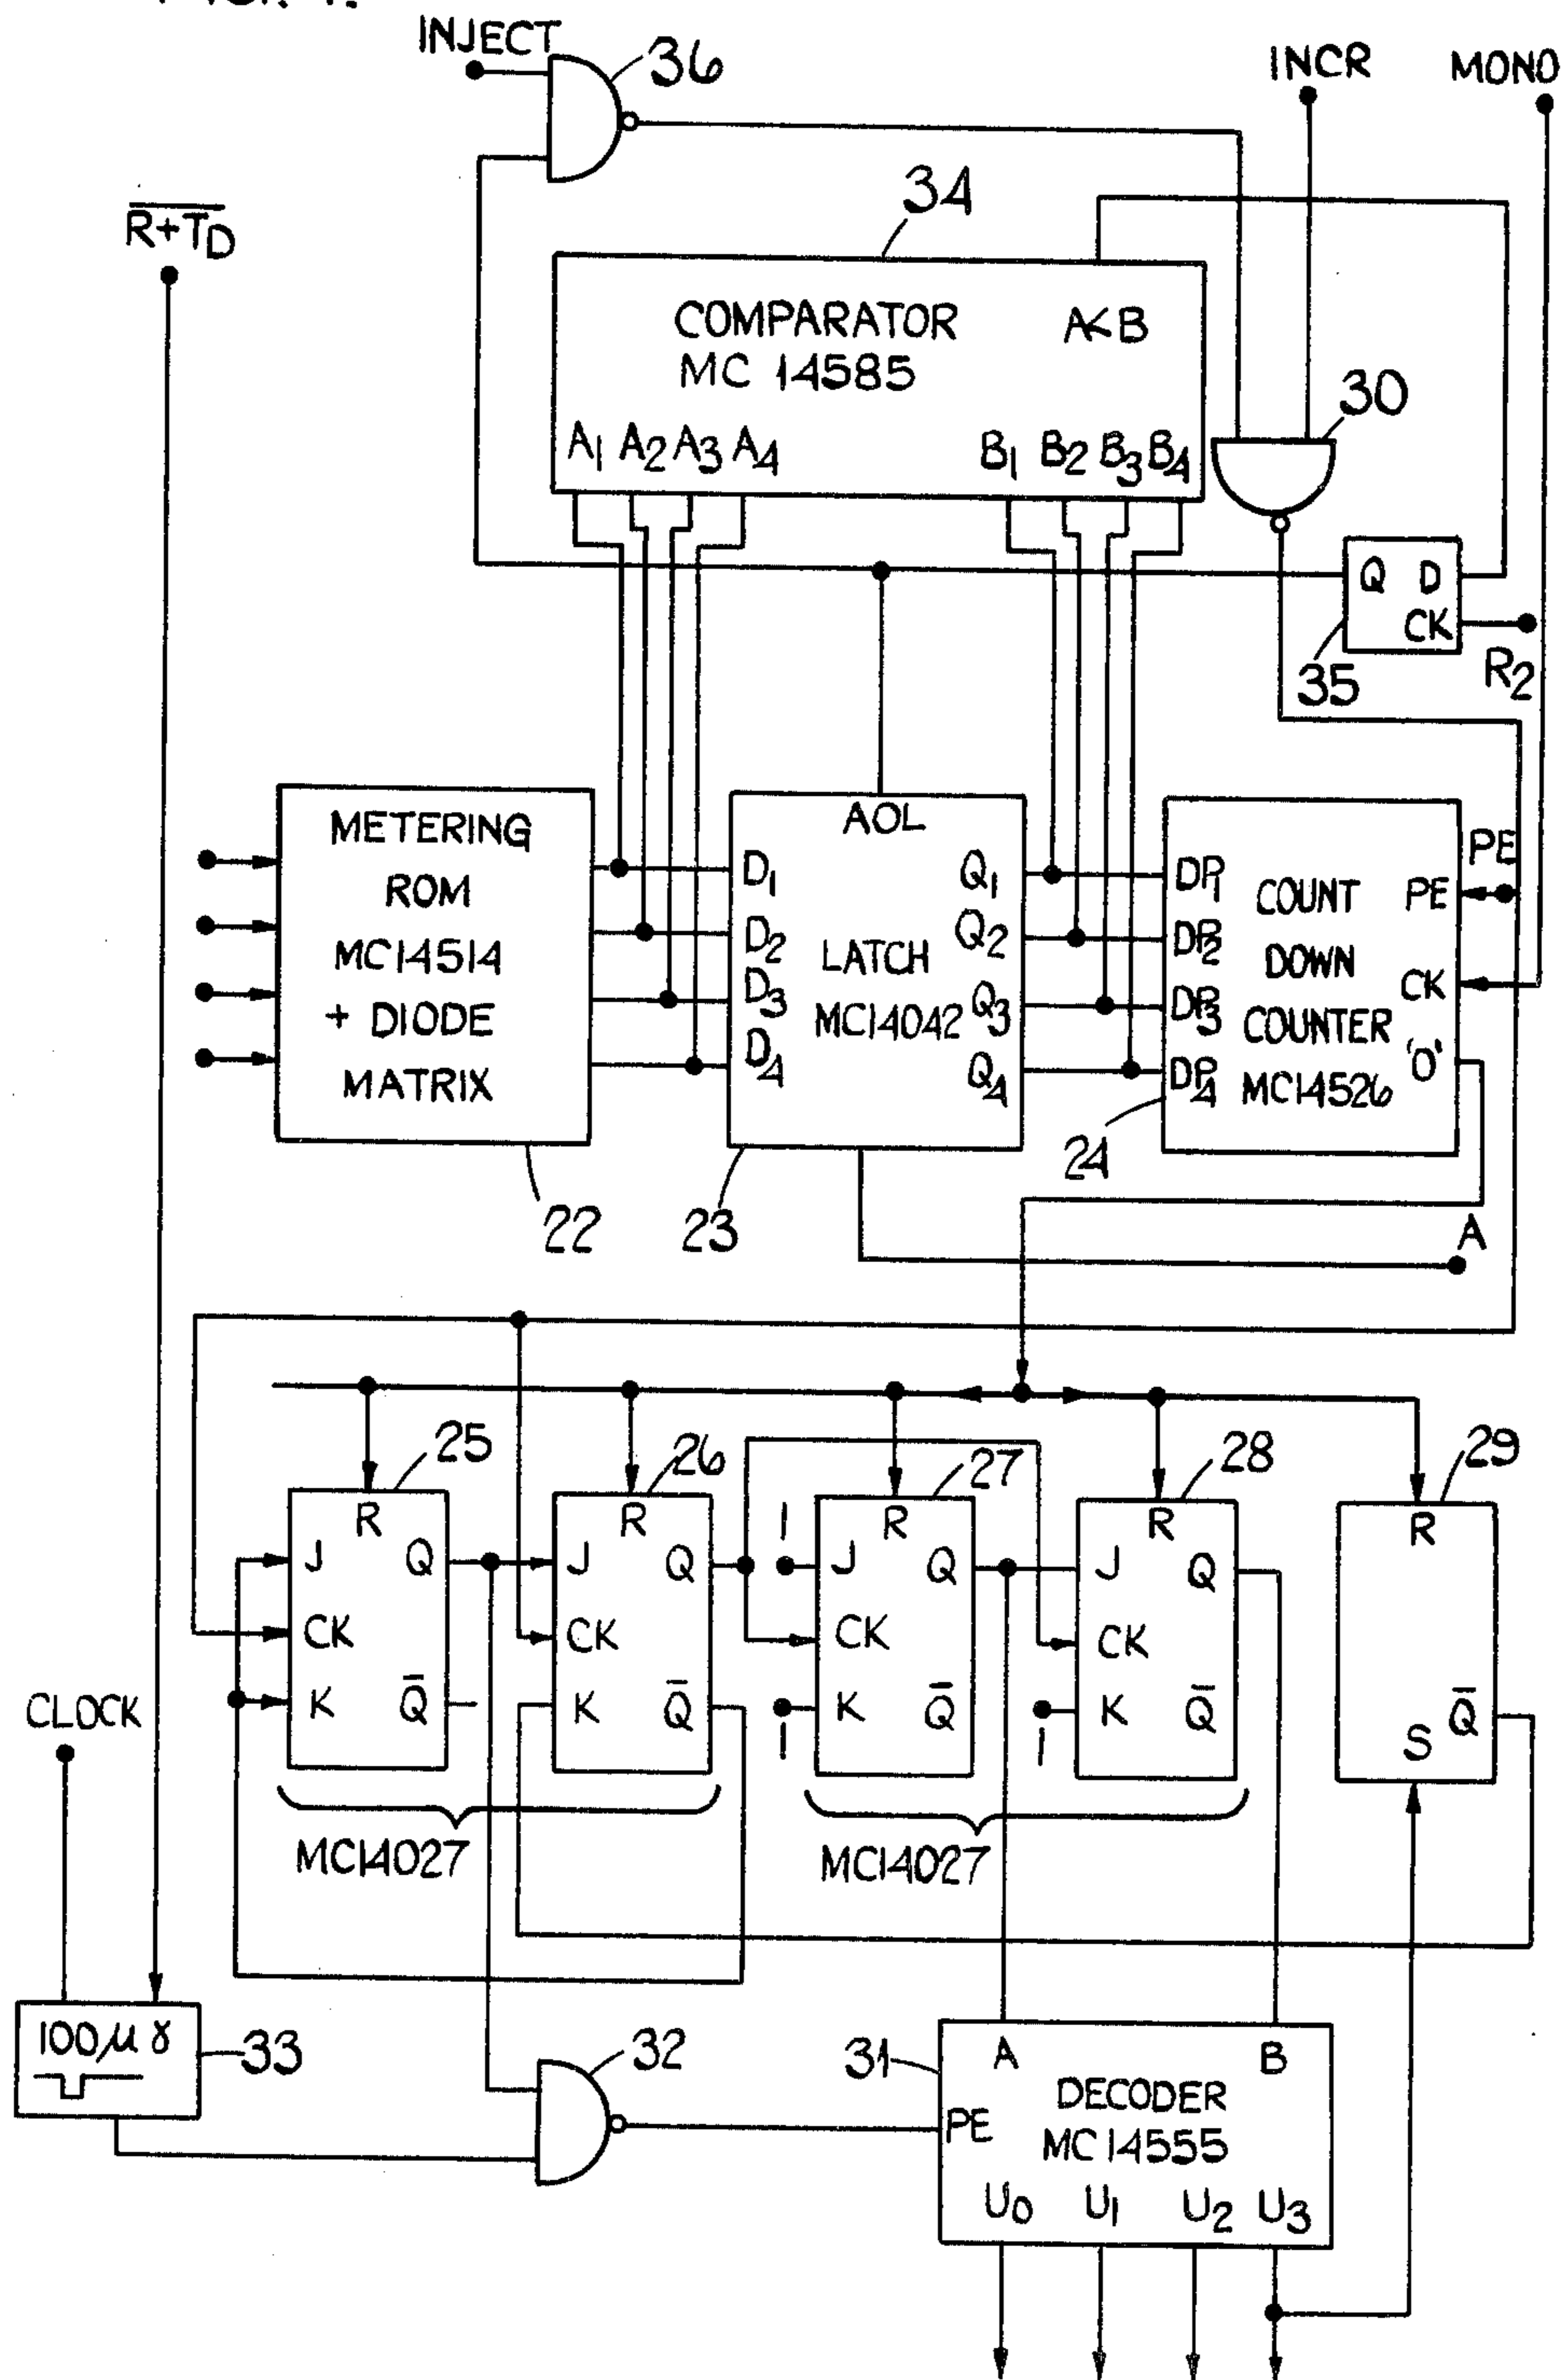 INJECT
36
INCR
MONO
R+TD
34
COMPARATOR
MC 14585
A<B
A1 A2 A3 A4
B1 B2 B3 B4
30
Q D
CK
35
R2
METERING
ROM
MC14514
+ DIODE
MATRIX
22
AOL
D1
D2
D3
D4
LATCH
MC14042
Q1
Q2
Q3
Q4
23
DP1
DP2
DP3
DP4
COUNT
DOWN
COUNTER
MC14526
PE
PE
CK
'0'
24
A
25
R
J Q
CK
K Q̅
26
R
J Q
CK
K Q̅
MC14027
27
1
R
J Q
CK
K Q̅
1
28
R
J Q
CK
K Q̅
1
MC14027
29
R
S Q̅
CLOCK
100µ
33
32
31
A B
DECODER
PE
MC14555
U0 U1 U2 U3